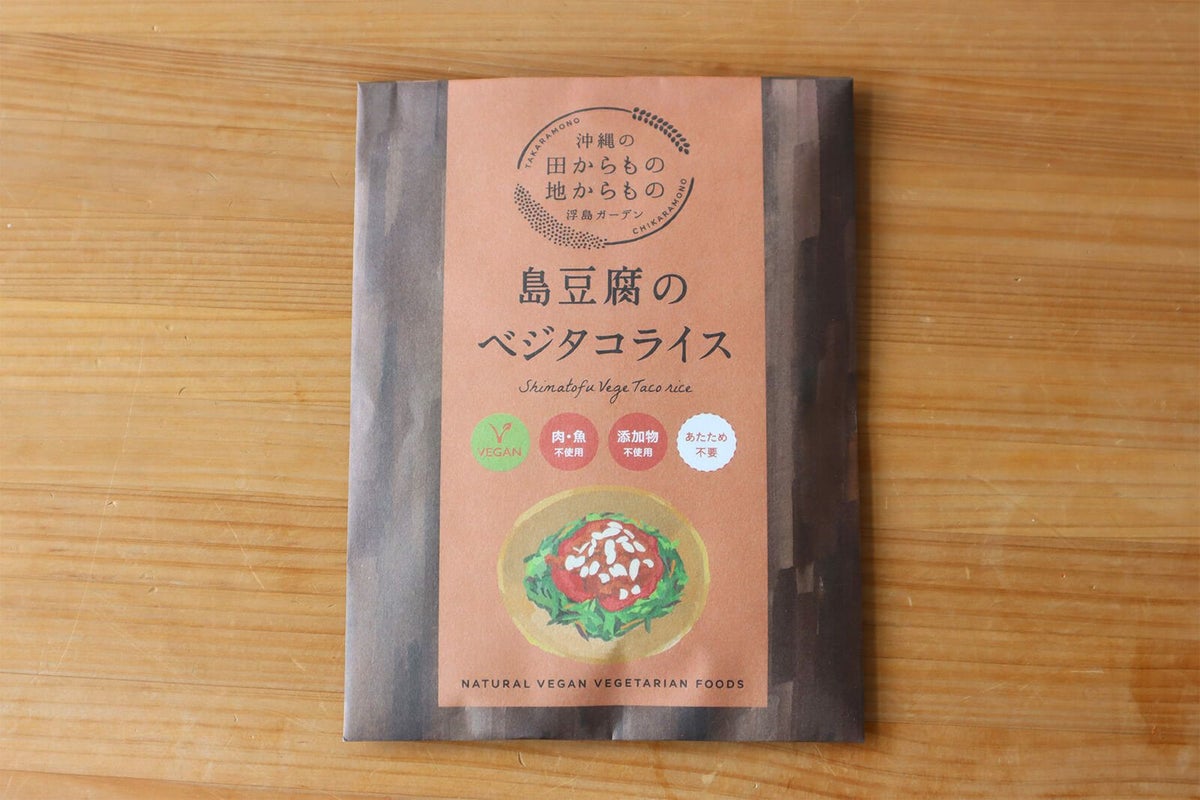 TAKARAMONO
沖縄の
田からもの
地からもの
浮島ガーデン
CHIKARAMONO
島豆腐の
ベジタコライス
Shimatofu Vege Taco rice
VEGAN
肉・魚
不使用
添加物
不使用
あたため
不要
NATURAL VEGAN VEGETARIAN FOODS